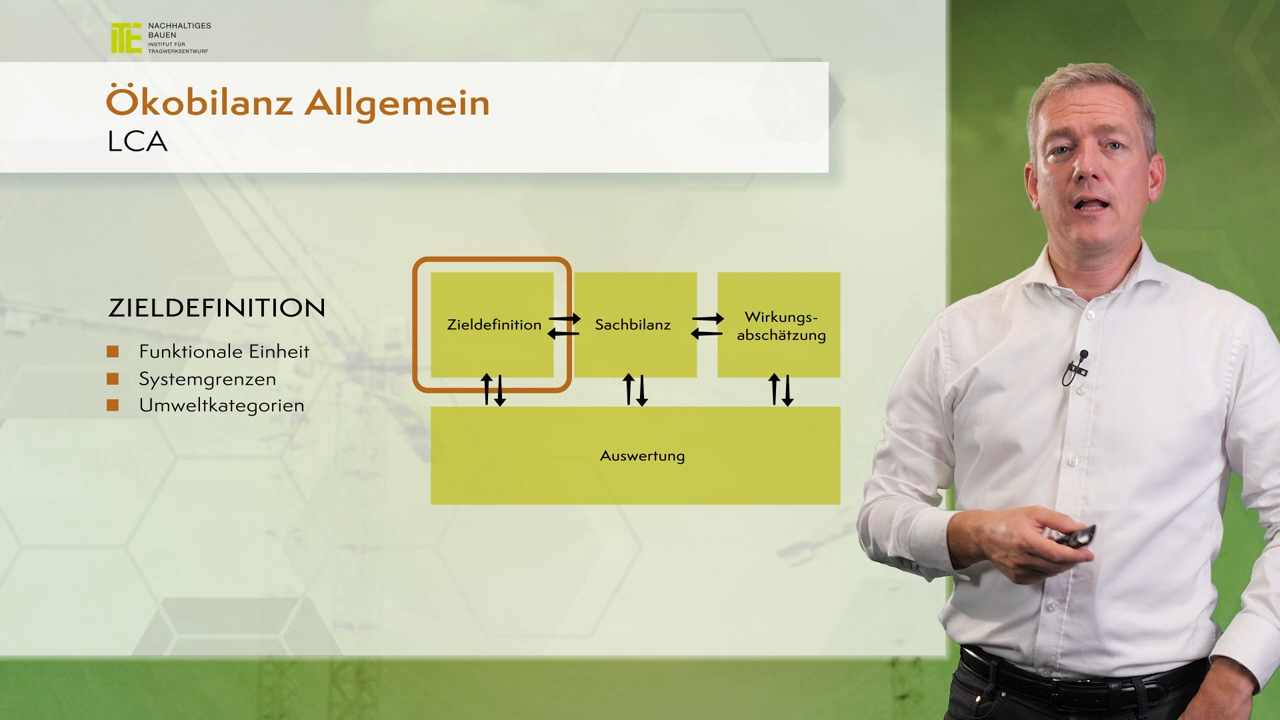 ITE
NACHHALTIGES
BAUEN
INSTITUT FÜR
TRAGWERKSENTWURF
Ökobilanz Allgemein
LCA
ZIELDEFINITION
Funktionale Einheit
Systemgrenzen
Umweltkategorien
Zieldefinition
Sachbilanz
Wirkungs-
abschätzung
Auswertung